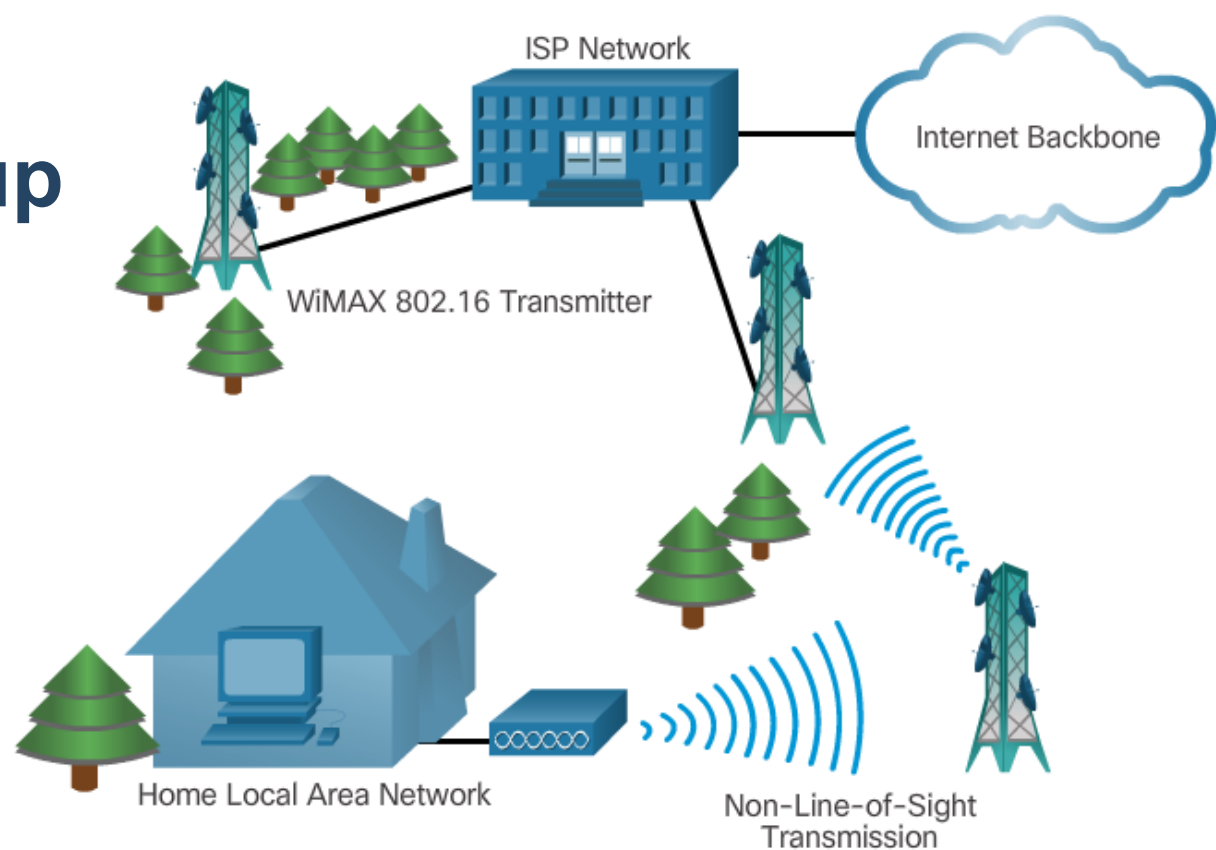 ISP Network
Internet Backbone
up
WiMAX 802.16 Transmitter
Home Local Area Network
Non-Line-of-Sight
Transmission